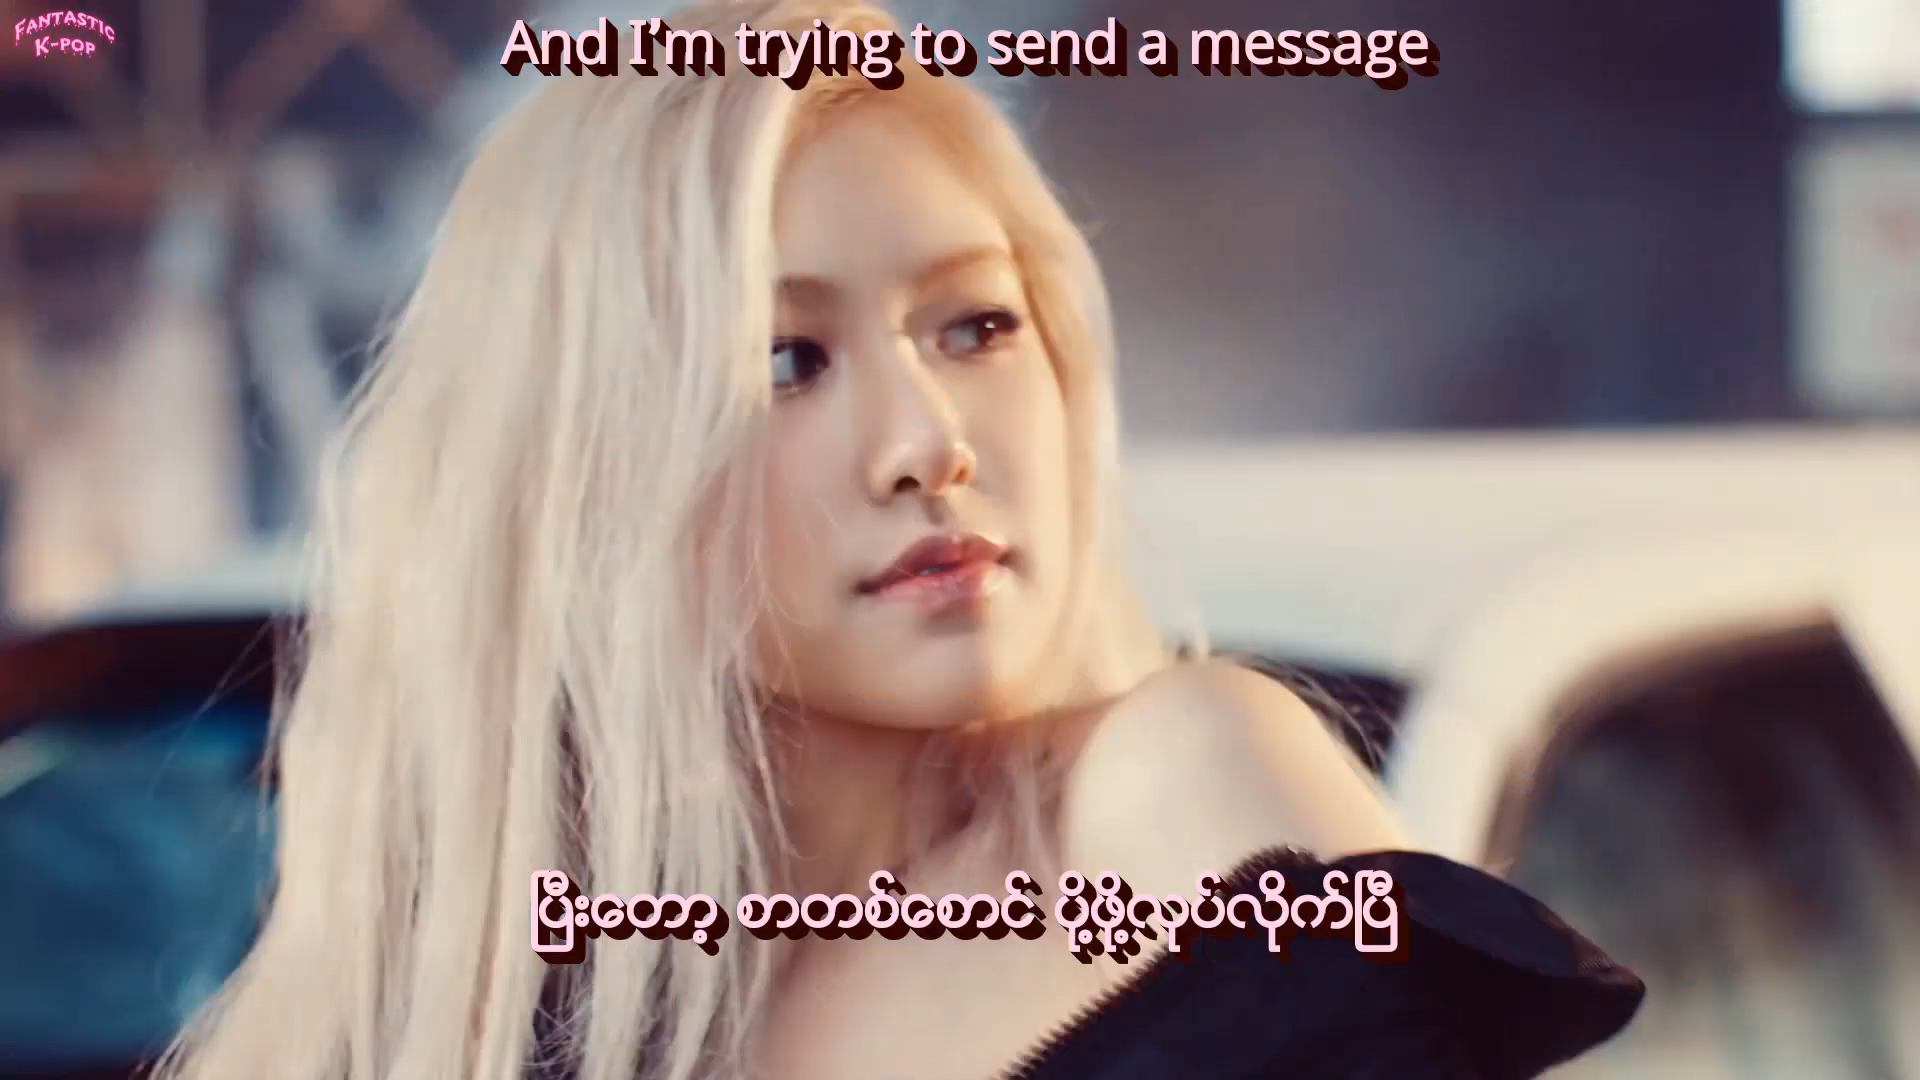 FANTASTIC
K-POP
And I’m trying to send a message
ပြီးတော့ စာတစ်စောင် ပို့ဖို့လုပ်လိုက်ပြီ